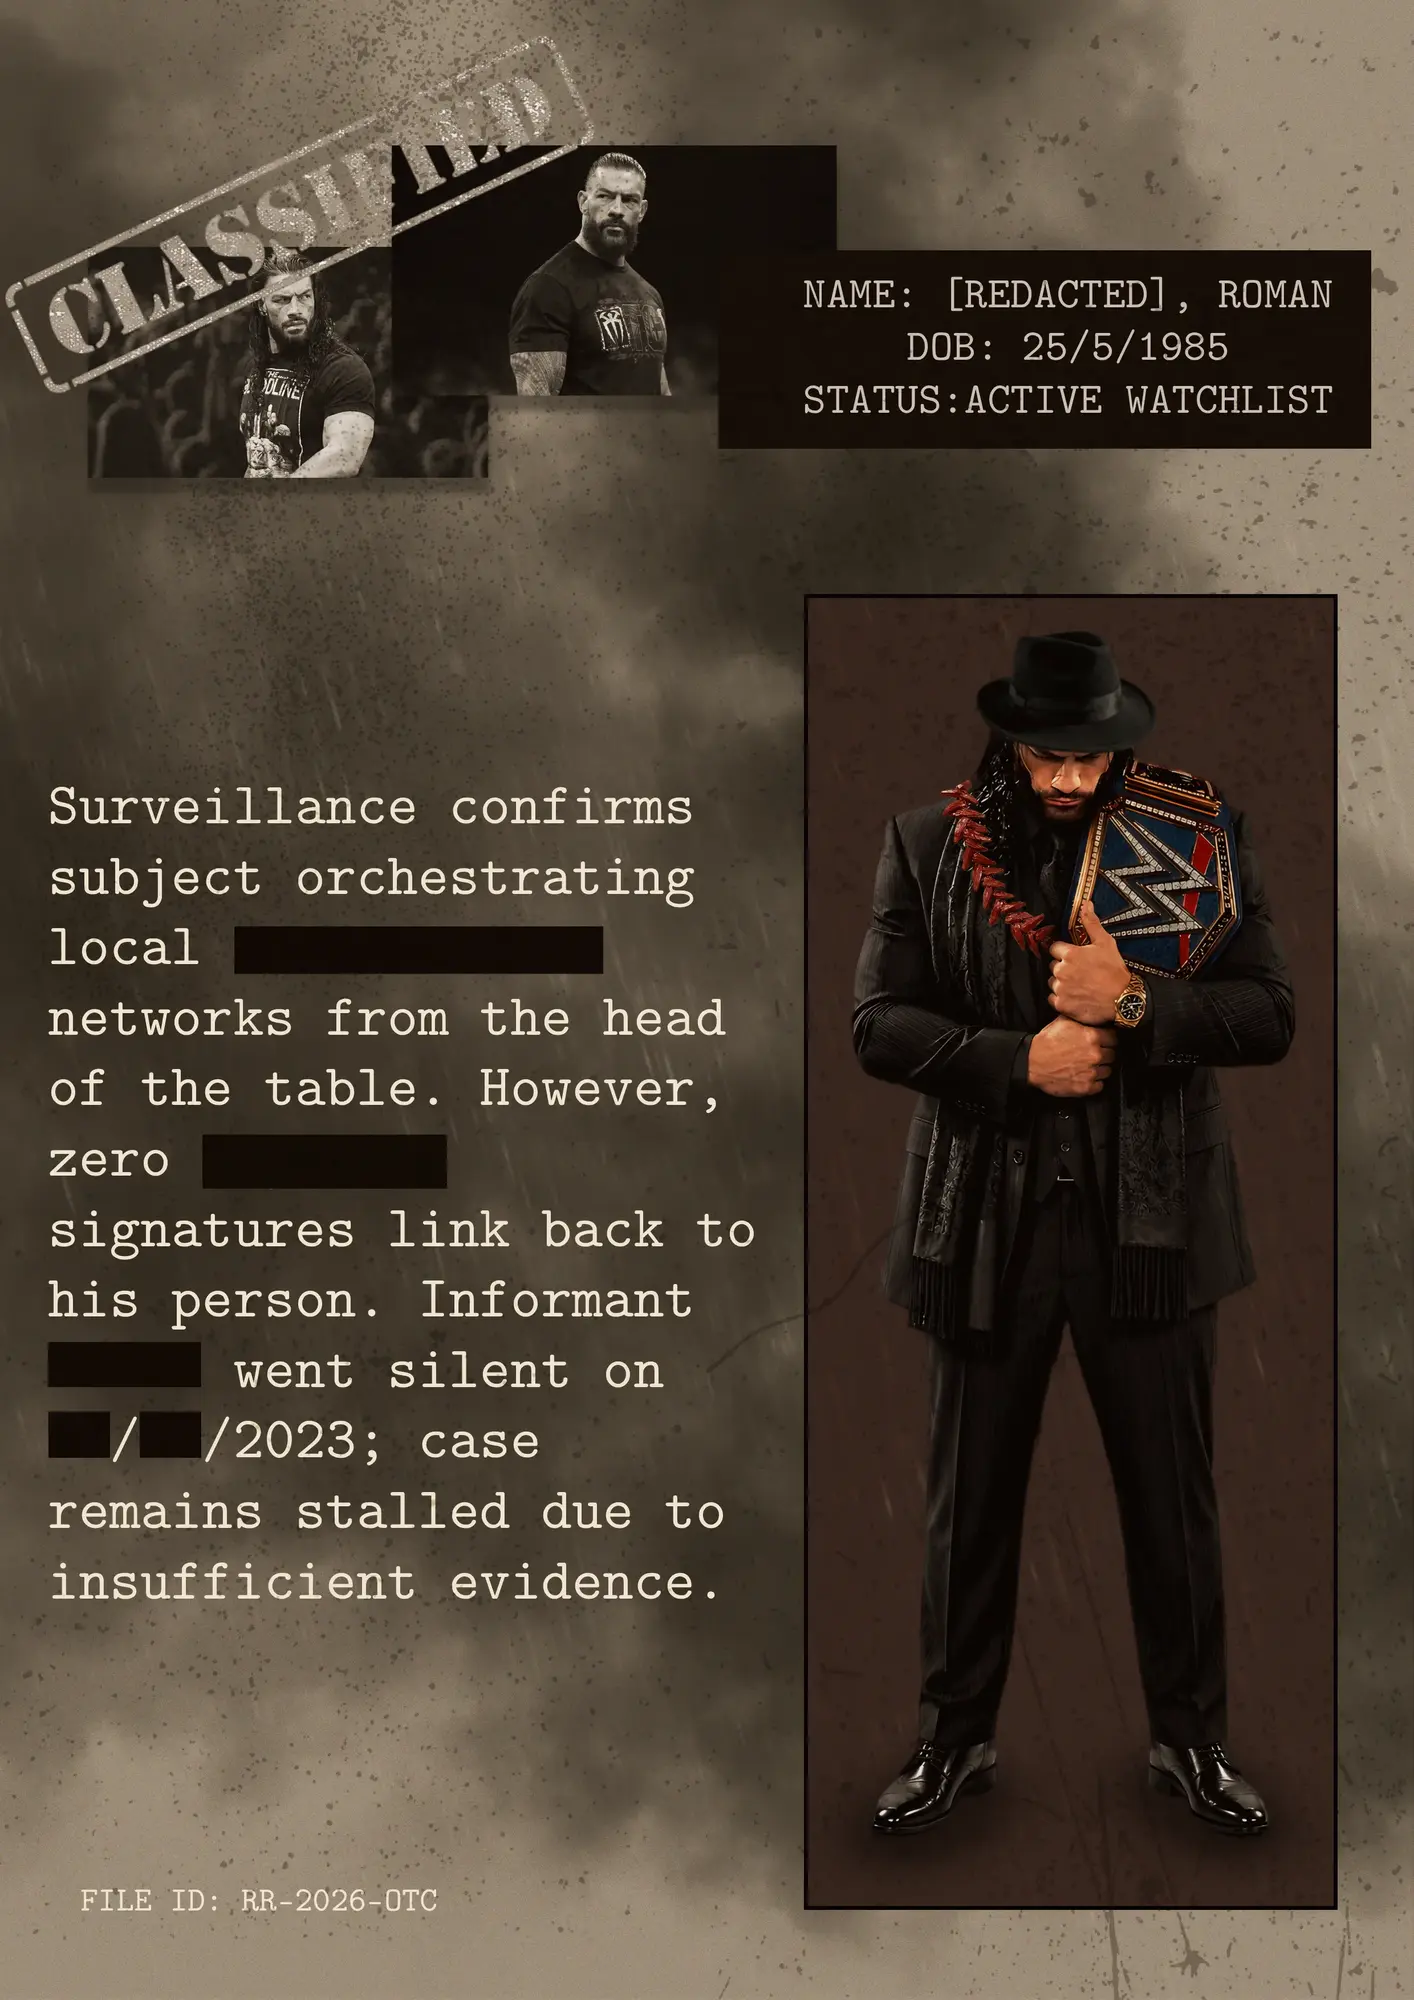 CLASSIFIED
THE
BLOODLINE
NAME: [REDACTED], ROMAN
DOB: 25/5/1985
STATUS:ACTIVE WATCHLIST
Surveillance confirms
subject orchestrating
local
networks from the head
of the table. However,
zero
signatures link back to
his person. Informant
went silent on
/ /2023; case
remains stalled due to
insufficient evidence.
FILE ID: RR-2026-OTC